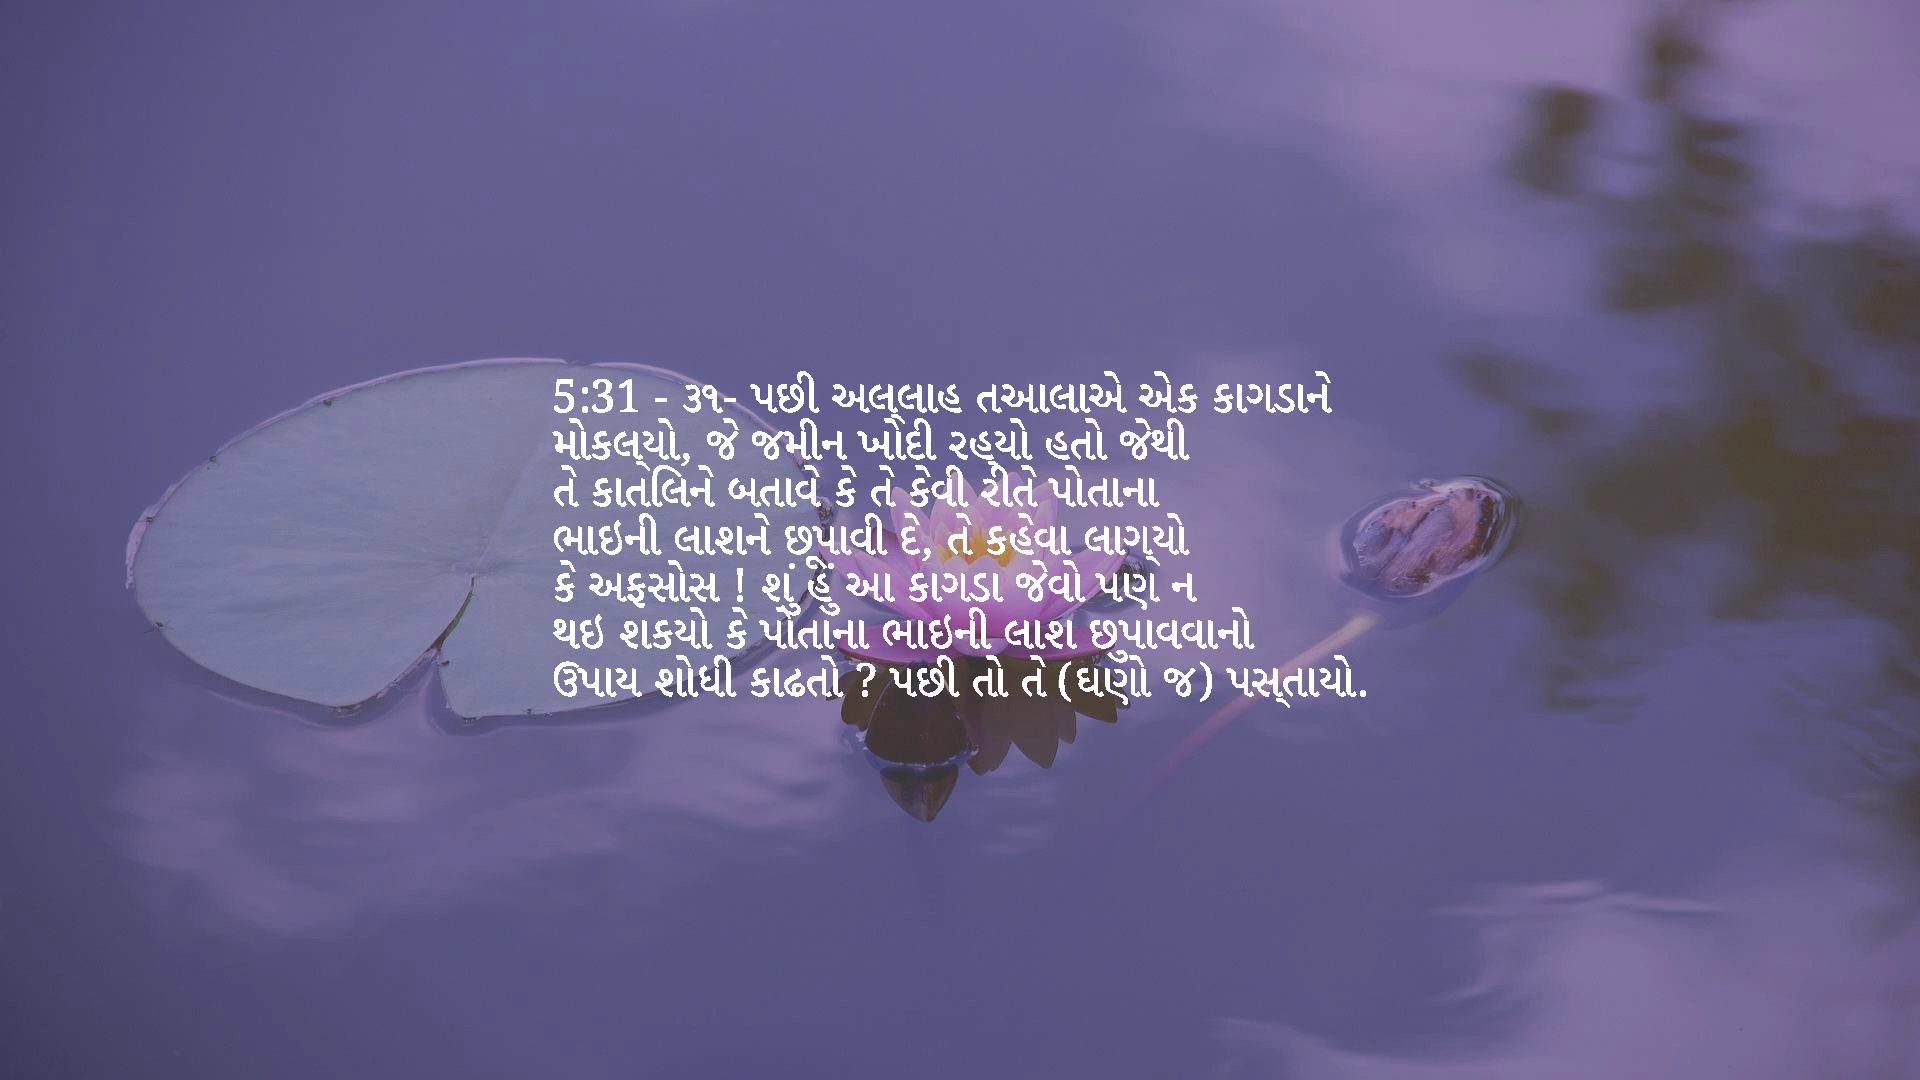 5:31 - ૩૧- પછી અલ્લાહ તઆલાએ એક કાગડાને
મોકલ્યો, જે જમીન ખોદી રહ્યો હતો જેથી
તે કાતલિને બતાવે કે તે કેવી રીતે પોતાના
ભાઇની લાશને છૂપાવી દે, તે કહેવા લાગ્યો
કે અફસોસ ! શું હું આ કાગડા જેવો પણ ન
થઇ શકયો કે પોતાના ભાઇની લાશ છુપાવવાનો
ઉપાય શોધી કાઢતો ? પછી તો તે (ઘણો જ) પસ્તાયો.